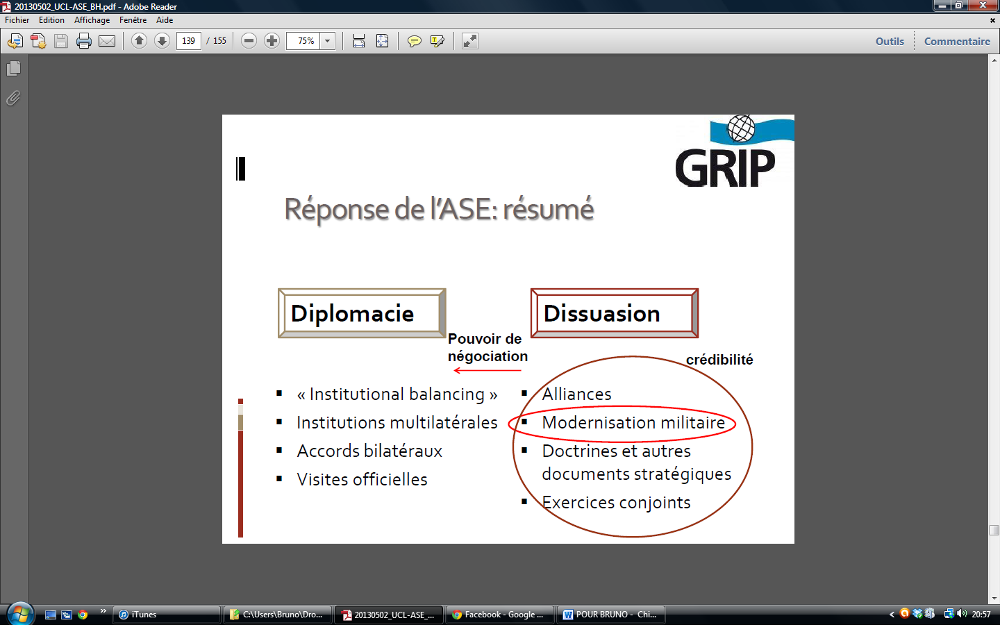 20130502_UCL-ASE_BH.pdf - Adobe Reader
Fichier Edition Affichage Fenêtre Aide
139 / 155 75% Outils Commentaire
GRIP
Réponse de l'ASE: résumé
Diplomacie
Dissuasion
Pouvoir de
négociation
crédibilité
▪ « Institutional balancing »
▪ Institutions multilatérales
▪ Accords bilatéraux
▪ Visites officielles
▪ Alliances
▪ Modernisation militaire
▪ Doctrines et autres
documents stratégiques
▪ Exercices conjoints
iTunes C:\Users\Bruno\Dro... 20130502_UCL-ASE_... Facebook - Google ... POUR BRUNO - Chi... 20:57